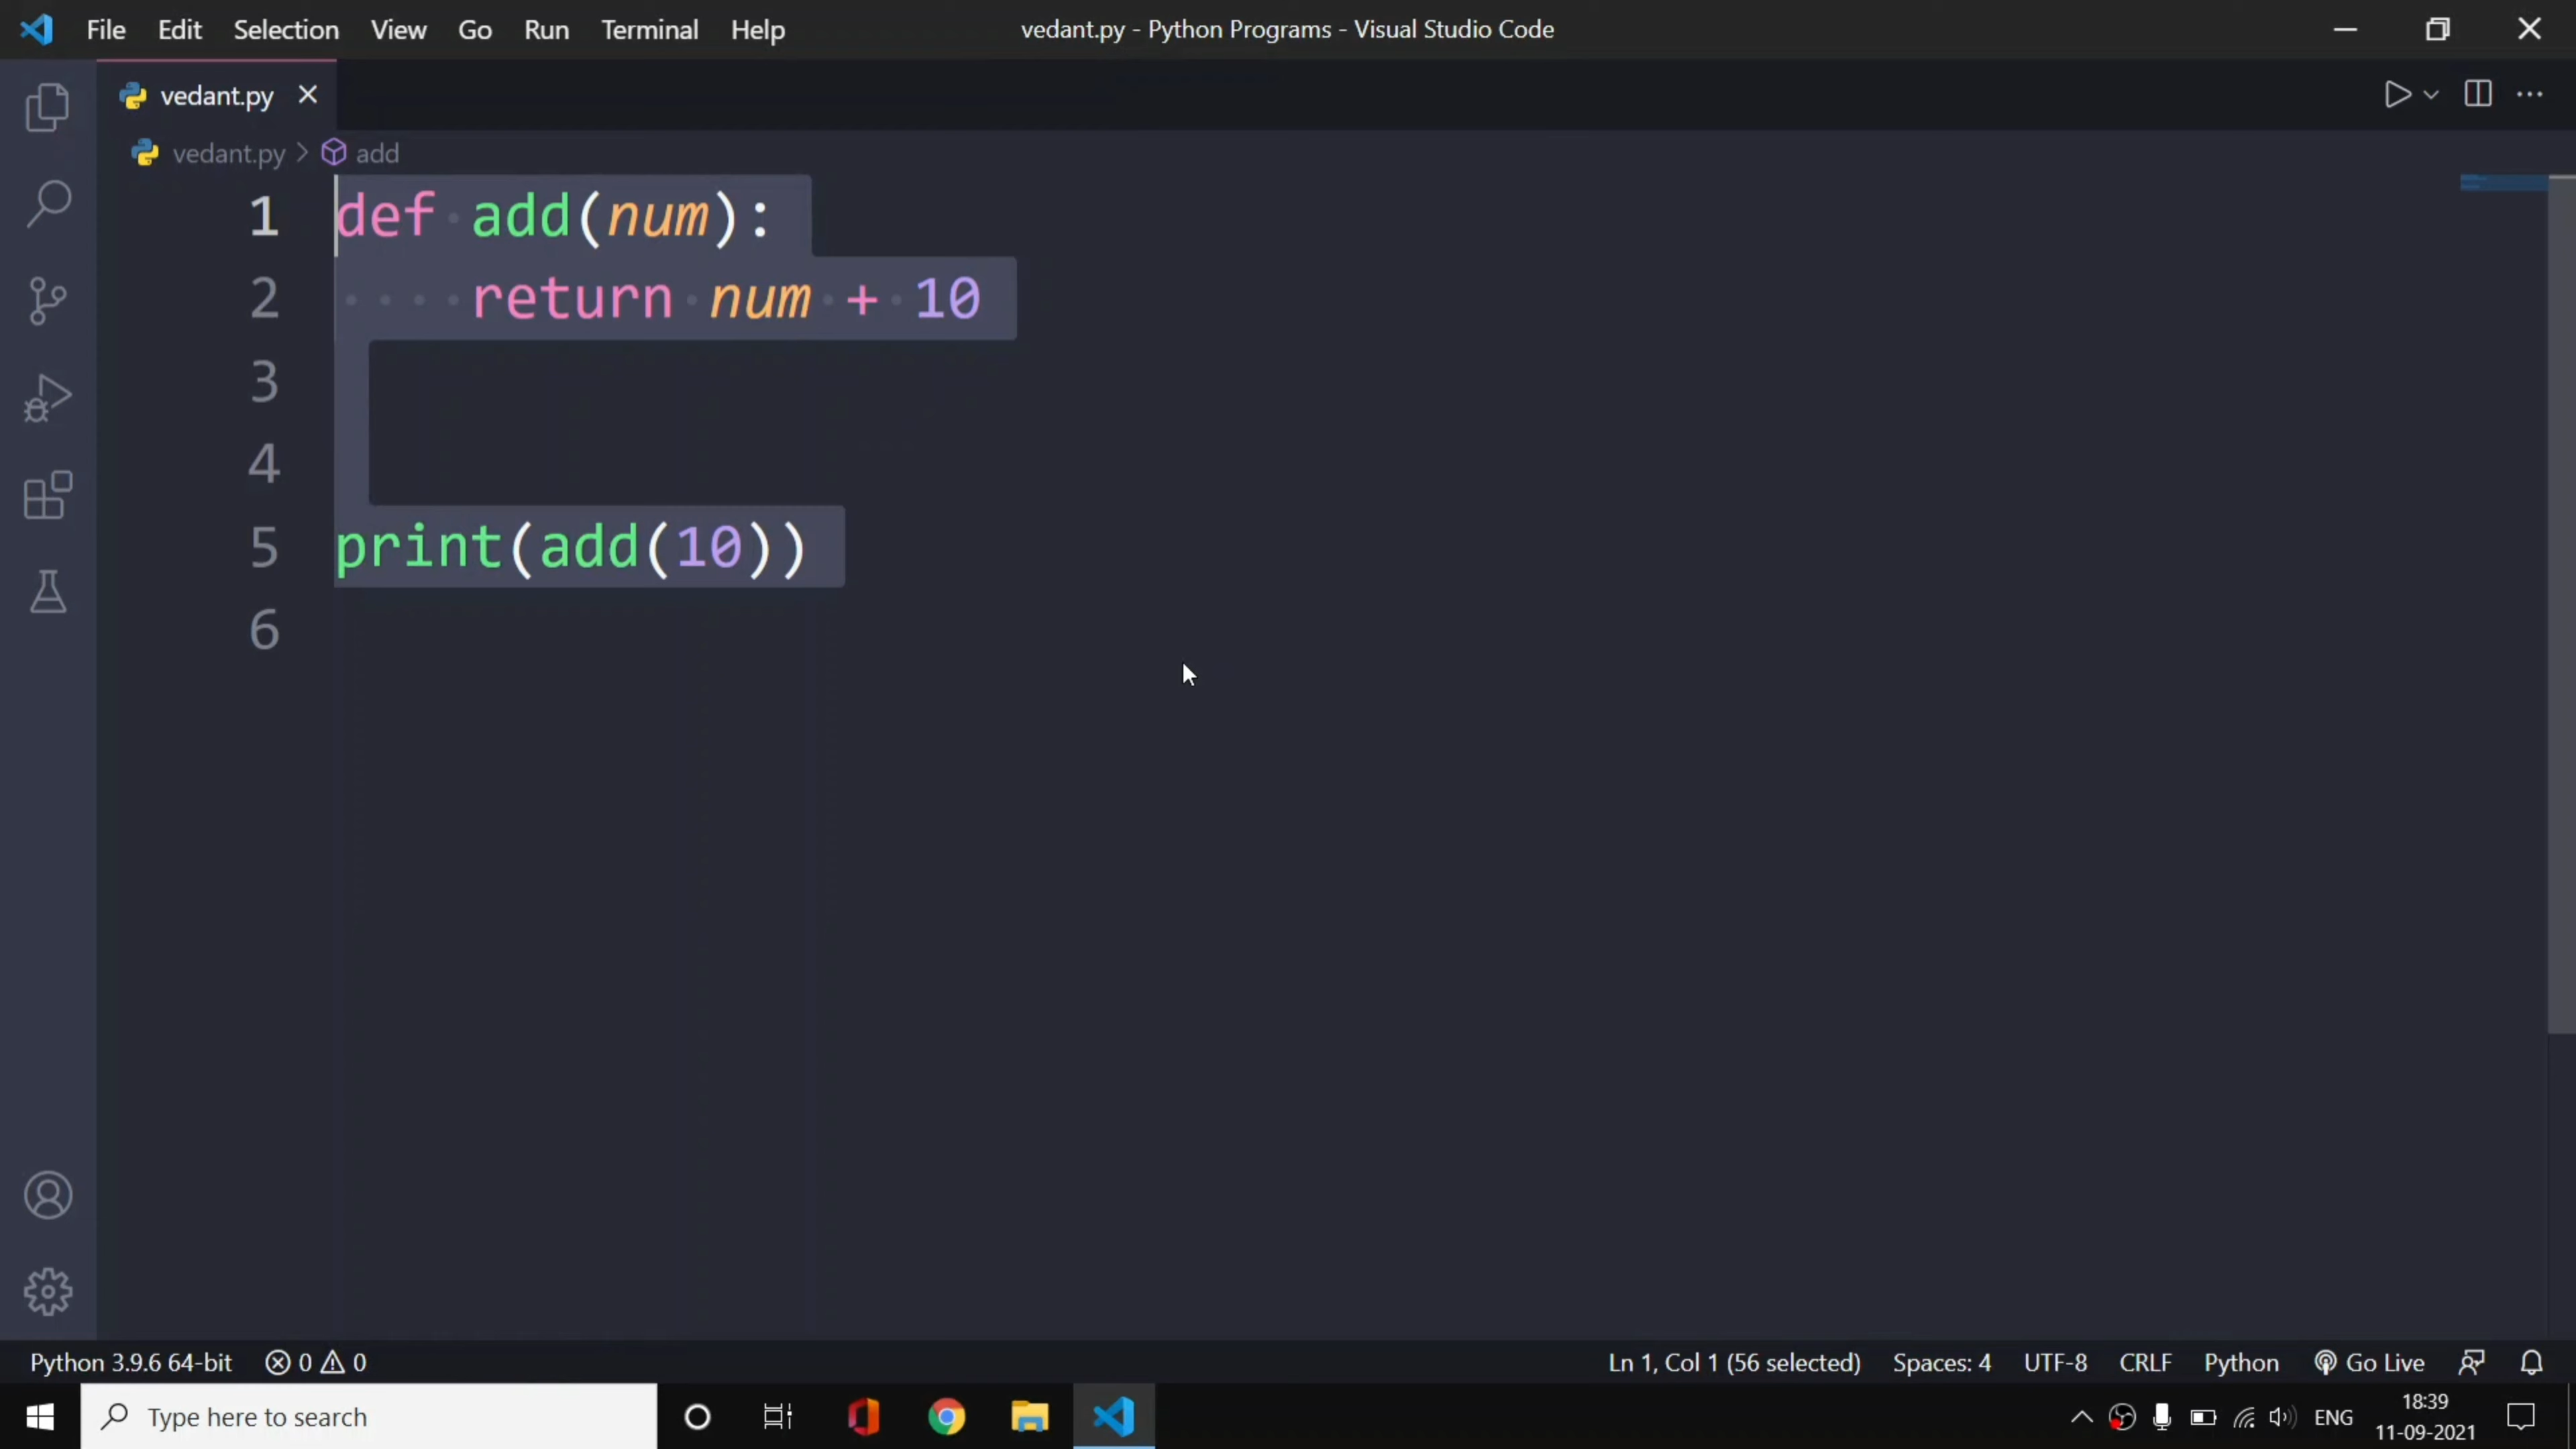 File Edit Selection View Go Run Terminal Help
vedant.py - Python Programs - Visual Studio Code
vedant.py
vedant.py > add
1 def add(num):
2     return num + 10
3
4
5 print(add(10))
6
Python 3.9.6 64-bit 0 0
Ln 1, Col 1 (56 selected) Spaces: 4 UTF-8 CRLF Python Go Live
Type here to search
ENG
18:39
11-09-2021